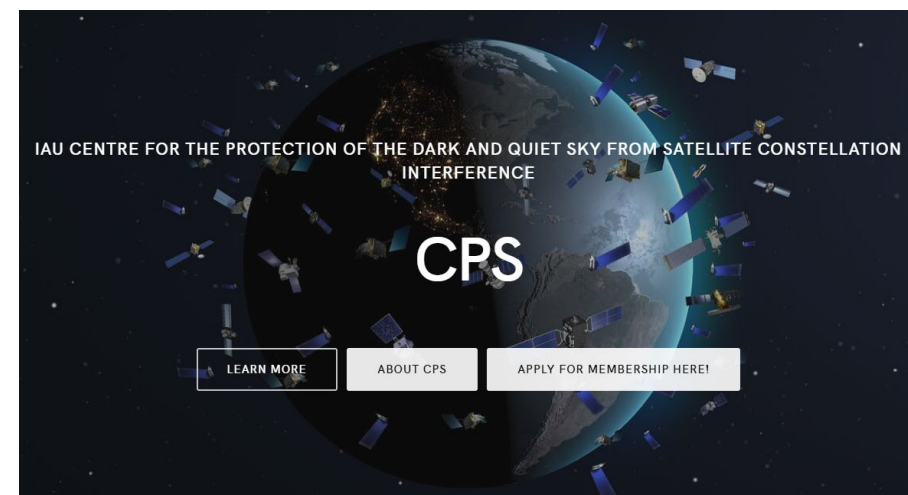 IAU CENTRE FOR THE PROTECTION OF THE DARK AND QUIET SKY FROM SATELLITE CONSTELLATION
INTERFERENCE
CPS
LEARN MORE
ABOUT CPS
APPLY FOR MEMBERSHIP HERE!